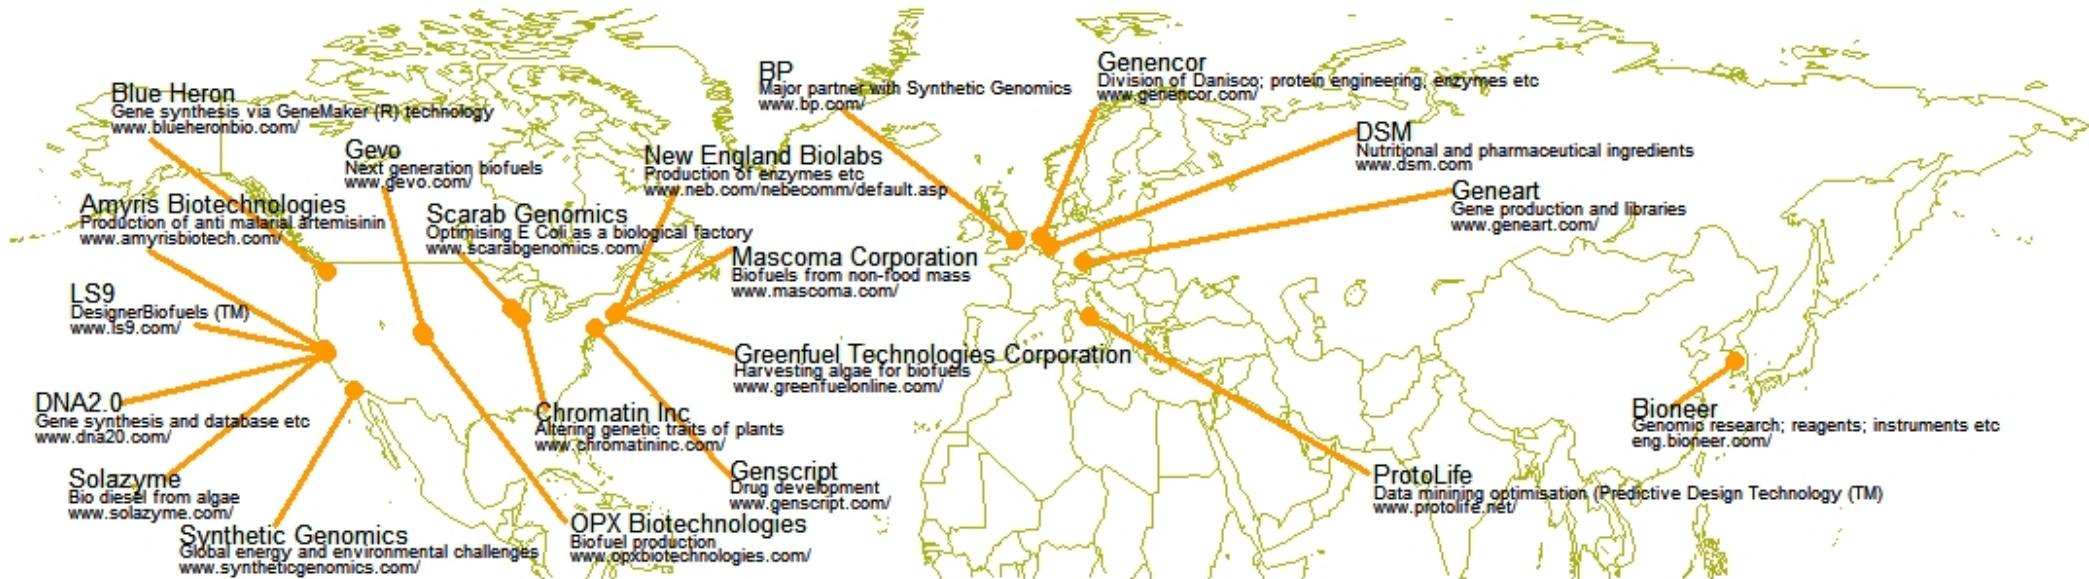 Blue Heron
Gene synthesis via GeneMaker (R) technology
www.blueheronbio.com/
Gevo
Next generation biofuels
www.gevo.com/
Amyris Biotechnologies
Production of anti malarial artemisinin
www.amyrisbiotech.com/
Scarab Genomics
Optimising E Coli as a biological factory
www.scarabgenomics.com/
New England Biolabs
Production of enzymes etc
www.neb.com/nebecomm/default.asp
BP
Major partner with Synthetic Genomics
www.bp.com/
Genencor
Division of Danisco; protein engineering, enzymes etc
www.genencor.com/
DSM
Nutritional and pharmaceutical ingredients
www.dsm.com
Geneart
Gene production and libraries
www.geneart.com/
Mascoma Corporation
Biofuels from non-food mass
www.mascoma.com/
LS9
DesignerBiofuels (TM)
www.ls9.com/
Greenfuel Technologies Corporation
Harvesting algae for biofuels
www.greenfuelonline.com/
DNA2.0
Gene synthesis and database etc
www.dna20.com/
Chromatin Inc
Altering genetic traits of plants
www.chromatininc.com/
Bioneer
Genomic research; reagents; instruments etc
eng.bioneer.com/
Solazyme
Bio diesel from algae
www.solazyme.com/
Genscript
Drug development
www.genscript.com/
ProtoLife
Data minining optimisation (Predictive Design Technology (TM)
www.protolife.net/
Synthetic Genomics
Global energy and environmental challenges
www.syntheticgenomics.com/
OPX Biotechnologies
Biofuel production
www.opxbiotechnologies.com/